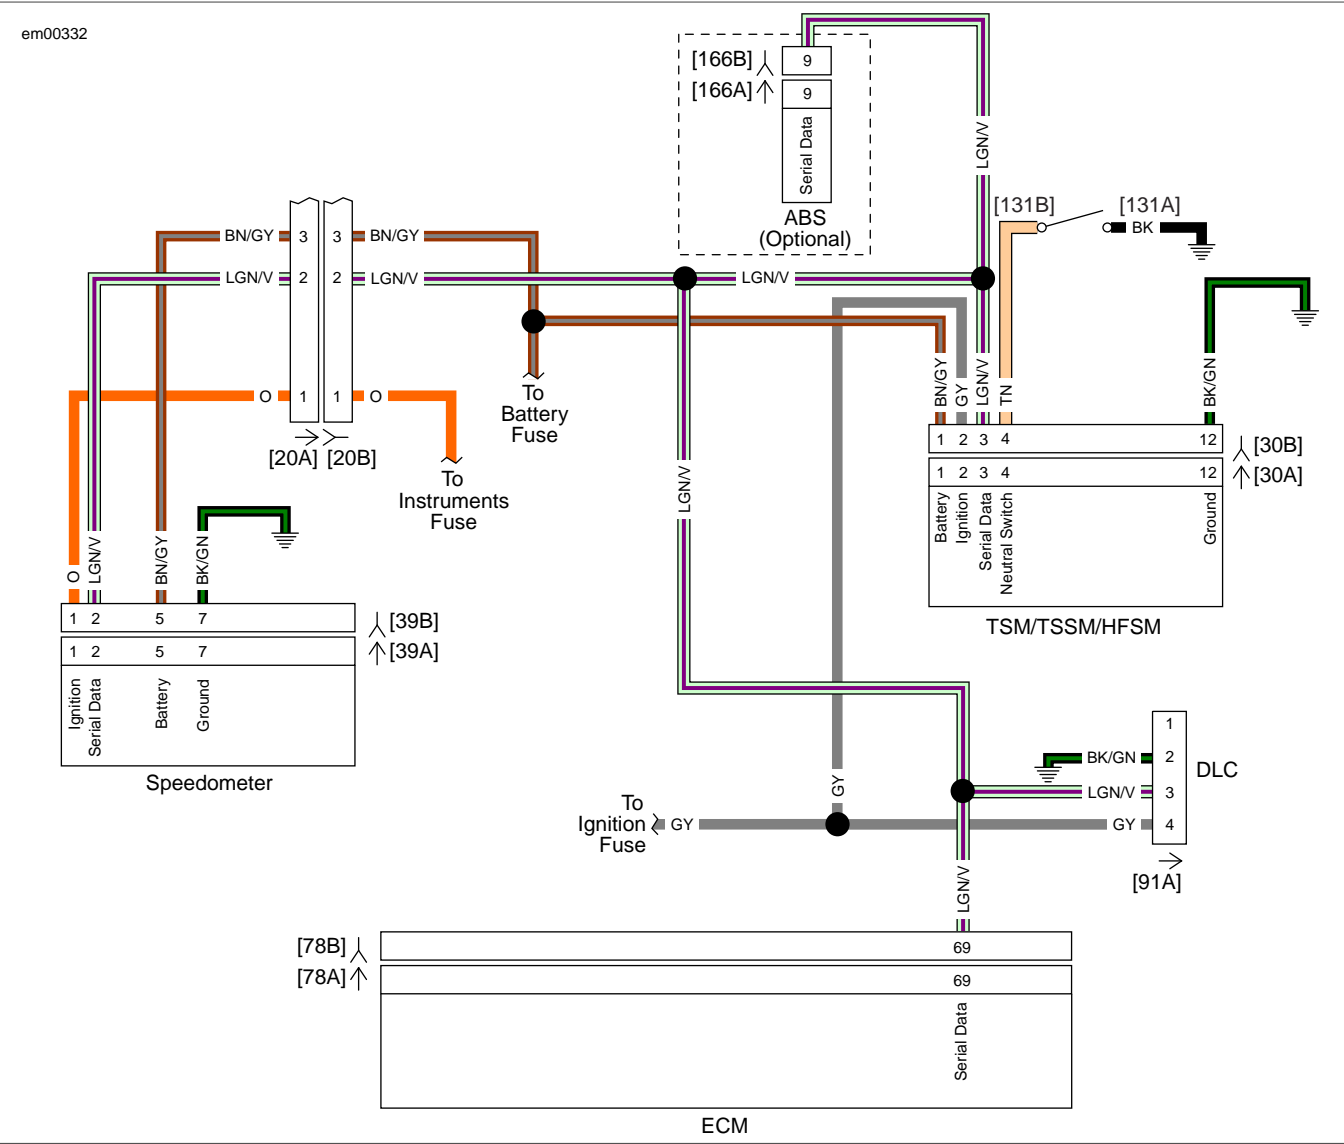 em00332
[166B]
9
[166A]
9
Serial Data
ABS
(Optional)
LGN/V
[131B]
[131A]
BK
BN/GY
3
3
BN/GY
LGN/V
2
2
LGN/V
LGN/V
O
1
1
O
[20A]
[20B]
To
Battery
Fuse
To
Instruments
Fuse
BN/GY
GY
LGN/V
TN
BK/GN
1
2
3
4
12
[30B]
1
2
3
4
12
[30A]
Battery
Ignition
Serial Data
Neutral Switch
Ground
TSM/TSSM/HFSM
LGN/V
O
LGN/V
BN/GY
BK/GN
1
2
5
7
[39B]
1
2
5
7
[39A]
Ignition
Serial Data
Battery
Ground
Speedometer
1
BK/GN
2
DLC
LGN/V
3
GY
4
[91A]
GY
To
Ignition
Fuse
GY
LGN/V
[78B]
69
[78A]
69
Serial Data
ECM